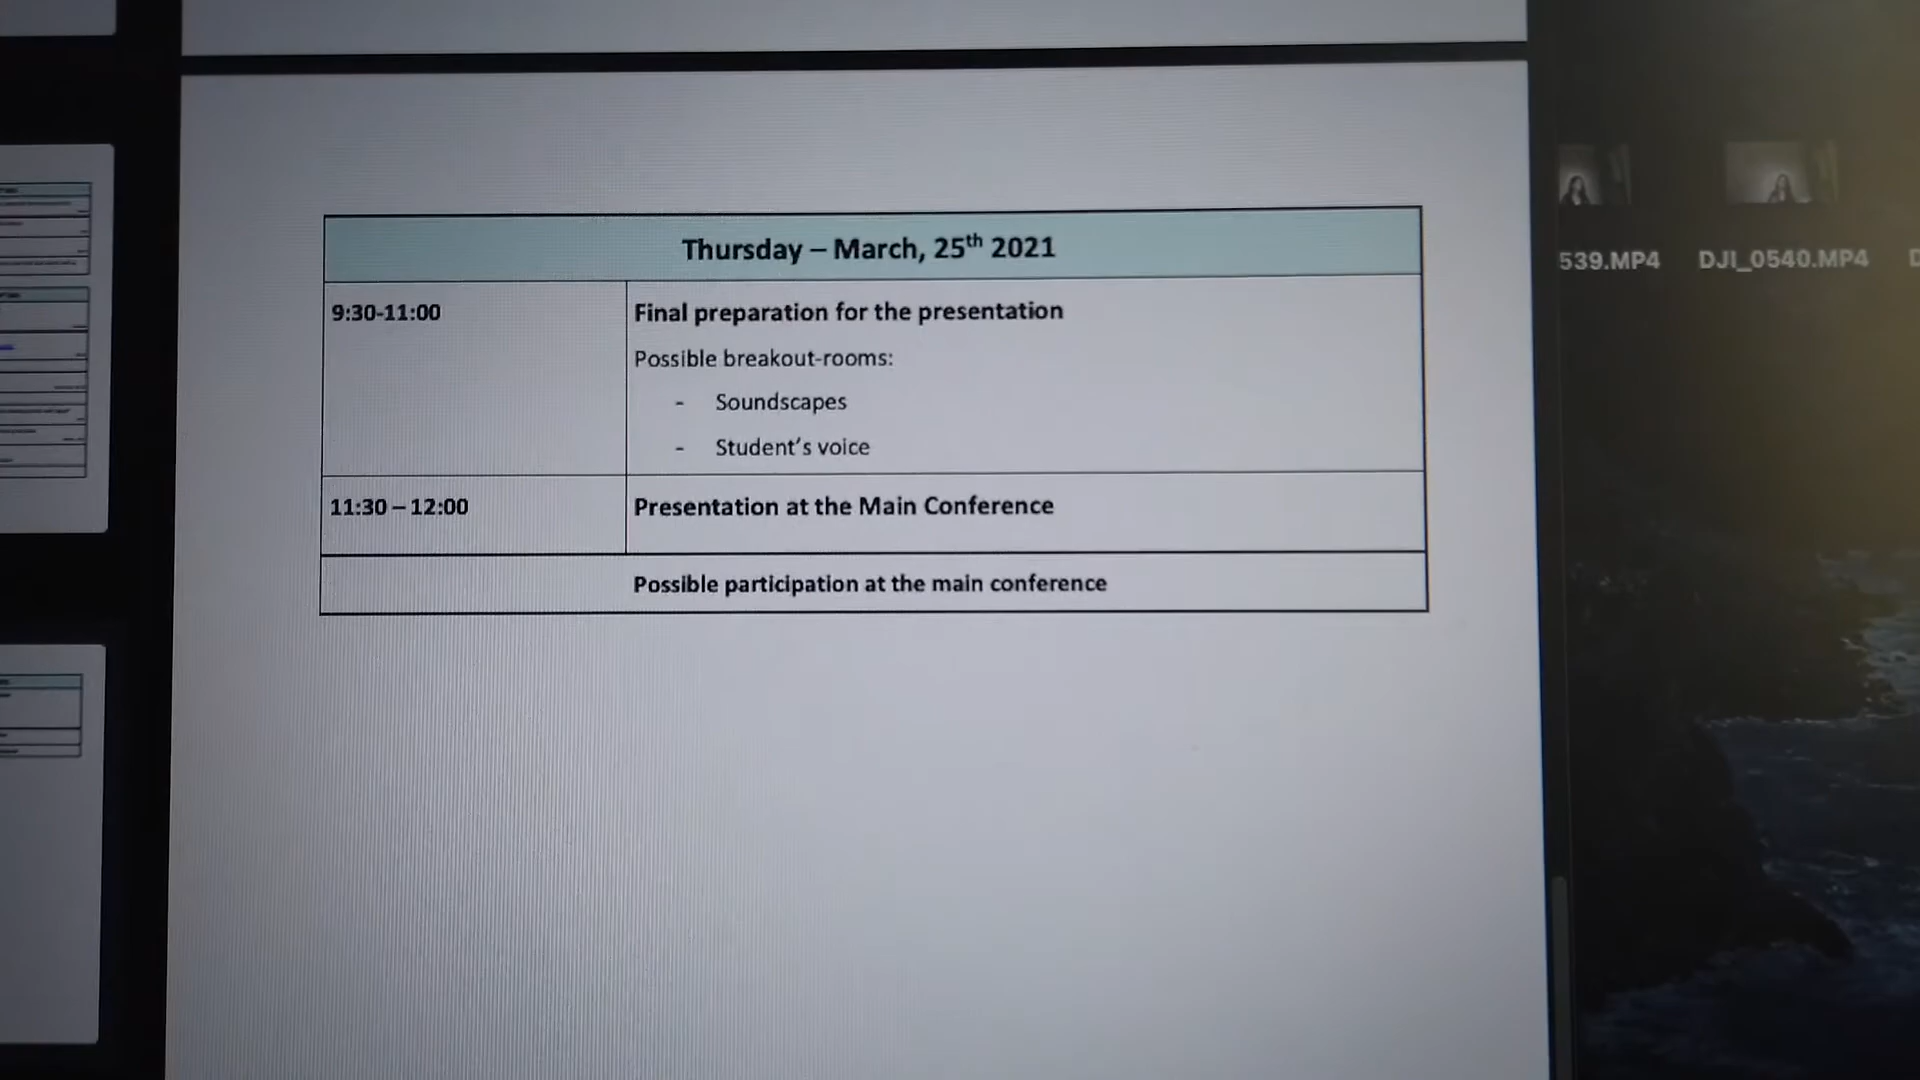 Thursday – March, 25th 2021
9:30-11:00
Final preparation for the presentation
Possible breakout-rooms:
- Soundscapes
- Student's voice
11:30 – 12:00
Presentation at the Main Conference
Possible participation at the main conference
539.MP4
DJI_0540.MP4